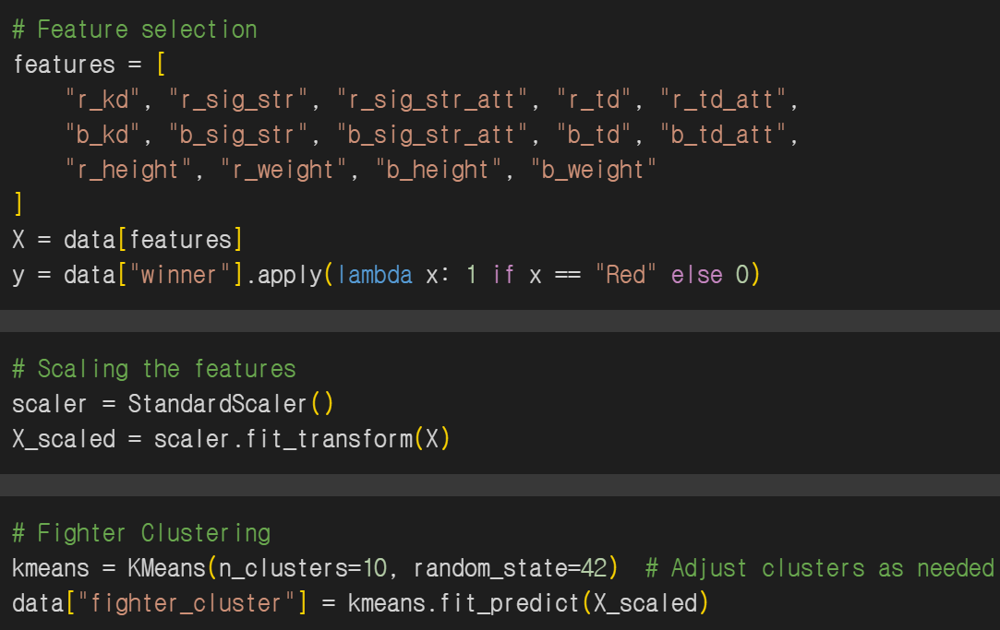 # Feature selection
features = [
    "r_kd", "r_sig_str", "r_sig_str_att", "r_td", "r_td_att",
    "b_kd", "b_sig_str", "b_sig_str_att", "b_td", "b_td_att",
    "r_height", "r_weight", "b_height", "b_weight"
]
X = data[features]
y = data["winner"].apply(lambda x: 1 if x == "Red" else 0)
# Scaling the features
scaler = StandardScaler()
X_scaled = scaler.fit_transform(X)
# Fighter Clustering
kmeans = KMeans(n_clusters=10, random_state=42)  # Adjust clusters as needed
data["fighter_cluster"] = kmeans.fit_predict(X_scaled)